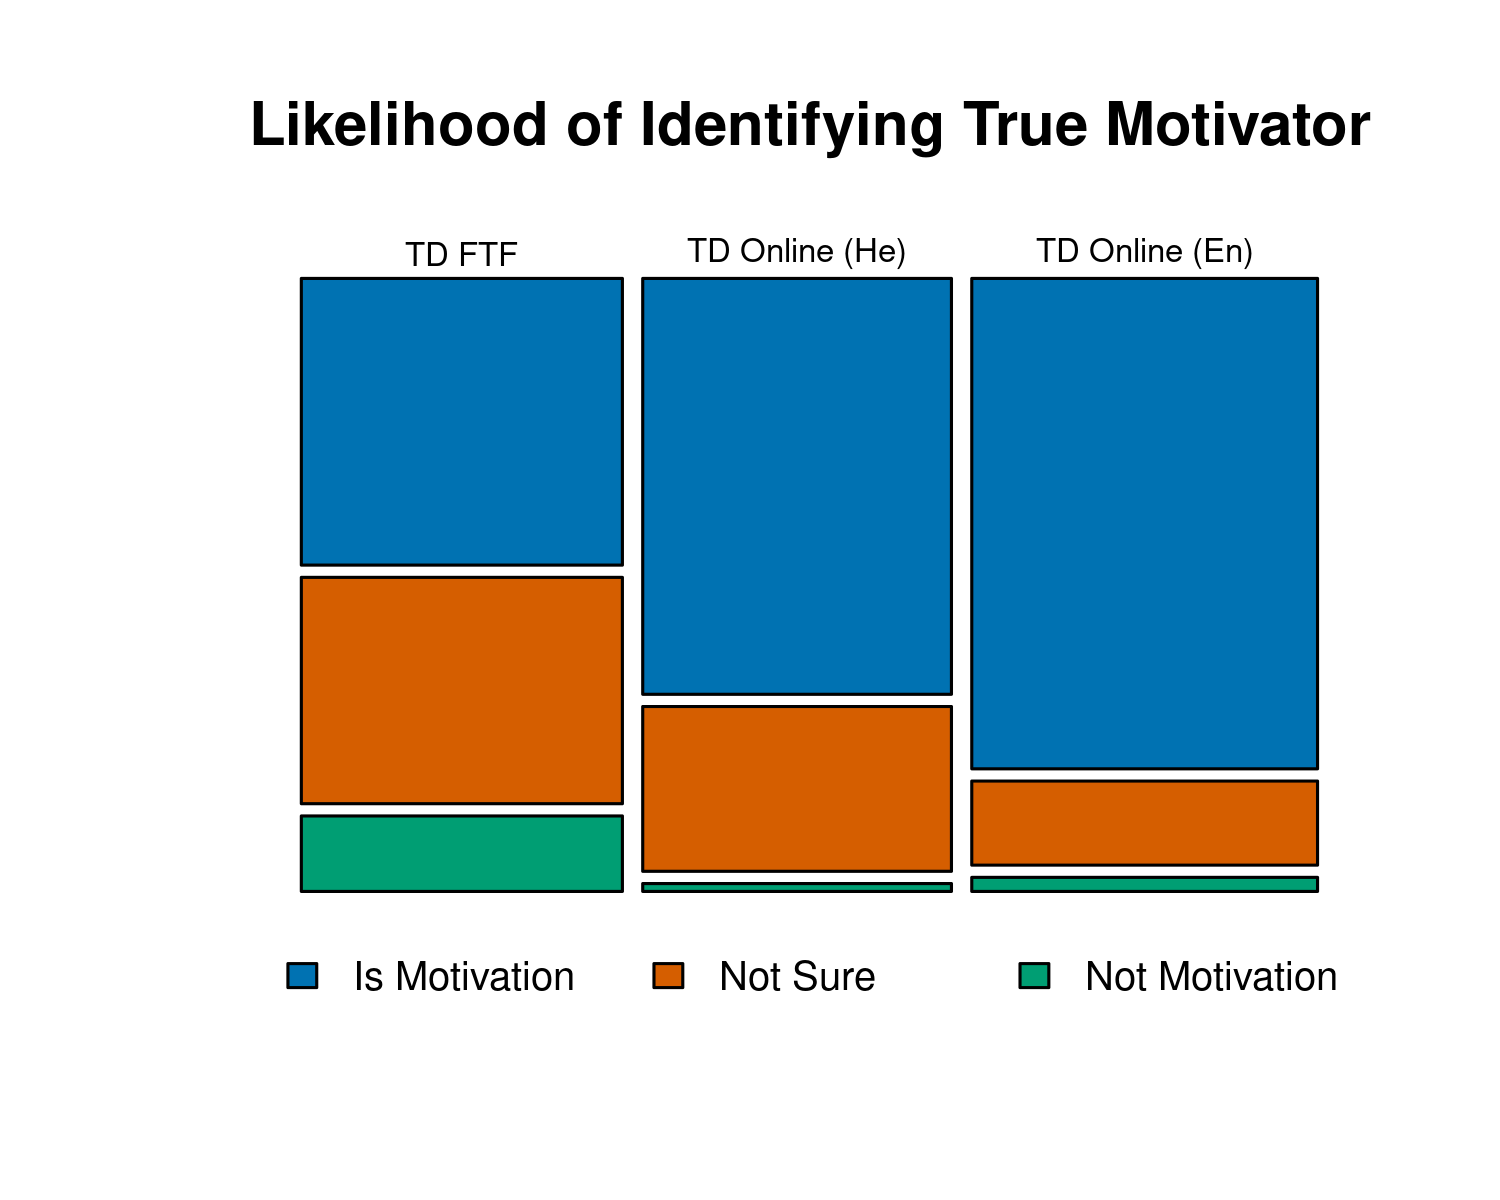 Likelihood of Identifying True Motivator
TD FTF TD Online (He) TD Online (En)
Is Motivation Not Sure Not Motivation